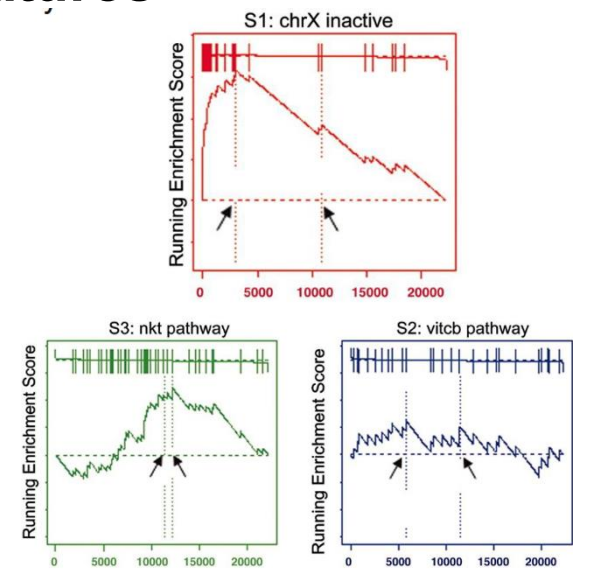 S1: chrX inactive
Running Enrichment Score
0 5000 10000 15000 20000
S3: nkt pathway
Running Enrichment Score
0 5000 10000 15000 20000
S2: vitcb pathway
Running Enrichment Score
0 5000 10000 15000 20000